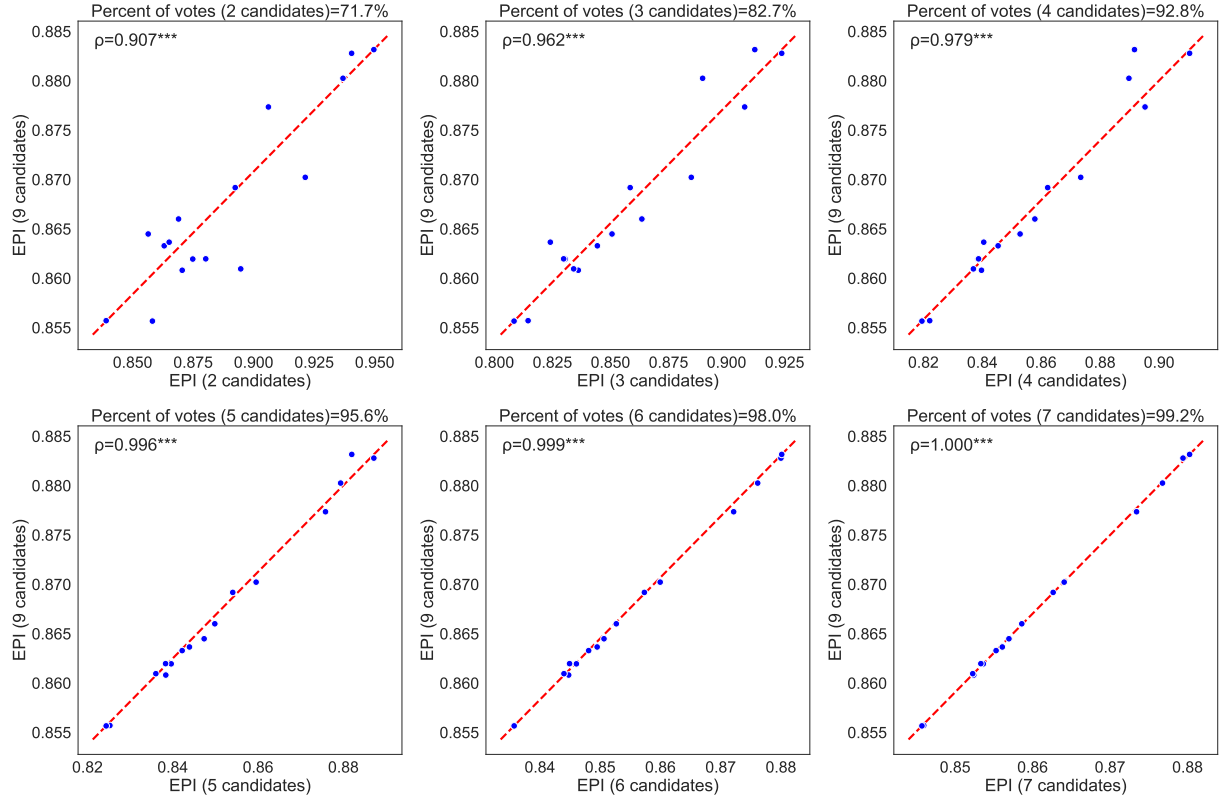 Percent of votes (2 candidates)=71.7%
ρ=0.907***
EPI (9 candidates)
0.885
0.880
0.875
0.870
0.865
0.860
0.855
0.850 0.875 0.900 0.925 0.950
EPI (2 candidates)
Percent of votes (3 candidates)=82.7%
ρ=0.962***
EPI (9 candidates)
0.885
0.880
0.875
0.870
0.865
0.860
0.855
0.800 0.825 0.850 0.875 0.900 0.925
EPI (3 candidates)
Percent of votes (4 candidates)=92.8%
ρ=0.979***
EPI (9 candidates)
0.885
0.880
0.875
0.870
0.865
0.860
0.855
0.82 0.84 0.86 0.88 0.90
EPI (4 candidates)
Percent of votes (5 candidates)=95.6%
ρ=0.996***
EPI (9 candidates)
0.885
0.880
0.875
0.870
0.865
0.860
0.855
0.82 0.84 0.86 0.88
EPI (5 candidates)
Percent of votes (6 candidates)=98.0%
ρ=0.999***
EPI (9 candidates)
0.885
0.880
0.875
0.870
0.865
0.860
0.855
0.84 0.85 0.86 0.87 0.88
EPI (6 candidates)
Percent of votes (7 candidates)=99.2%
ρ=1.000***
EPI (9 candidates)
0.885
0.880
0.875
0.870
0.865
0.860
0.855
0.85 0.86 0.87 0.88
EPI (7 candidates)